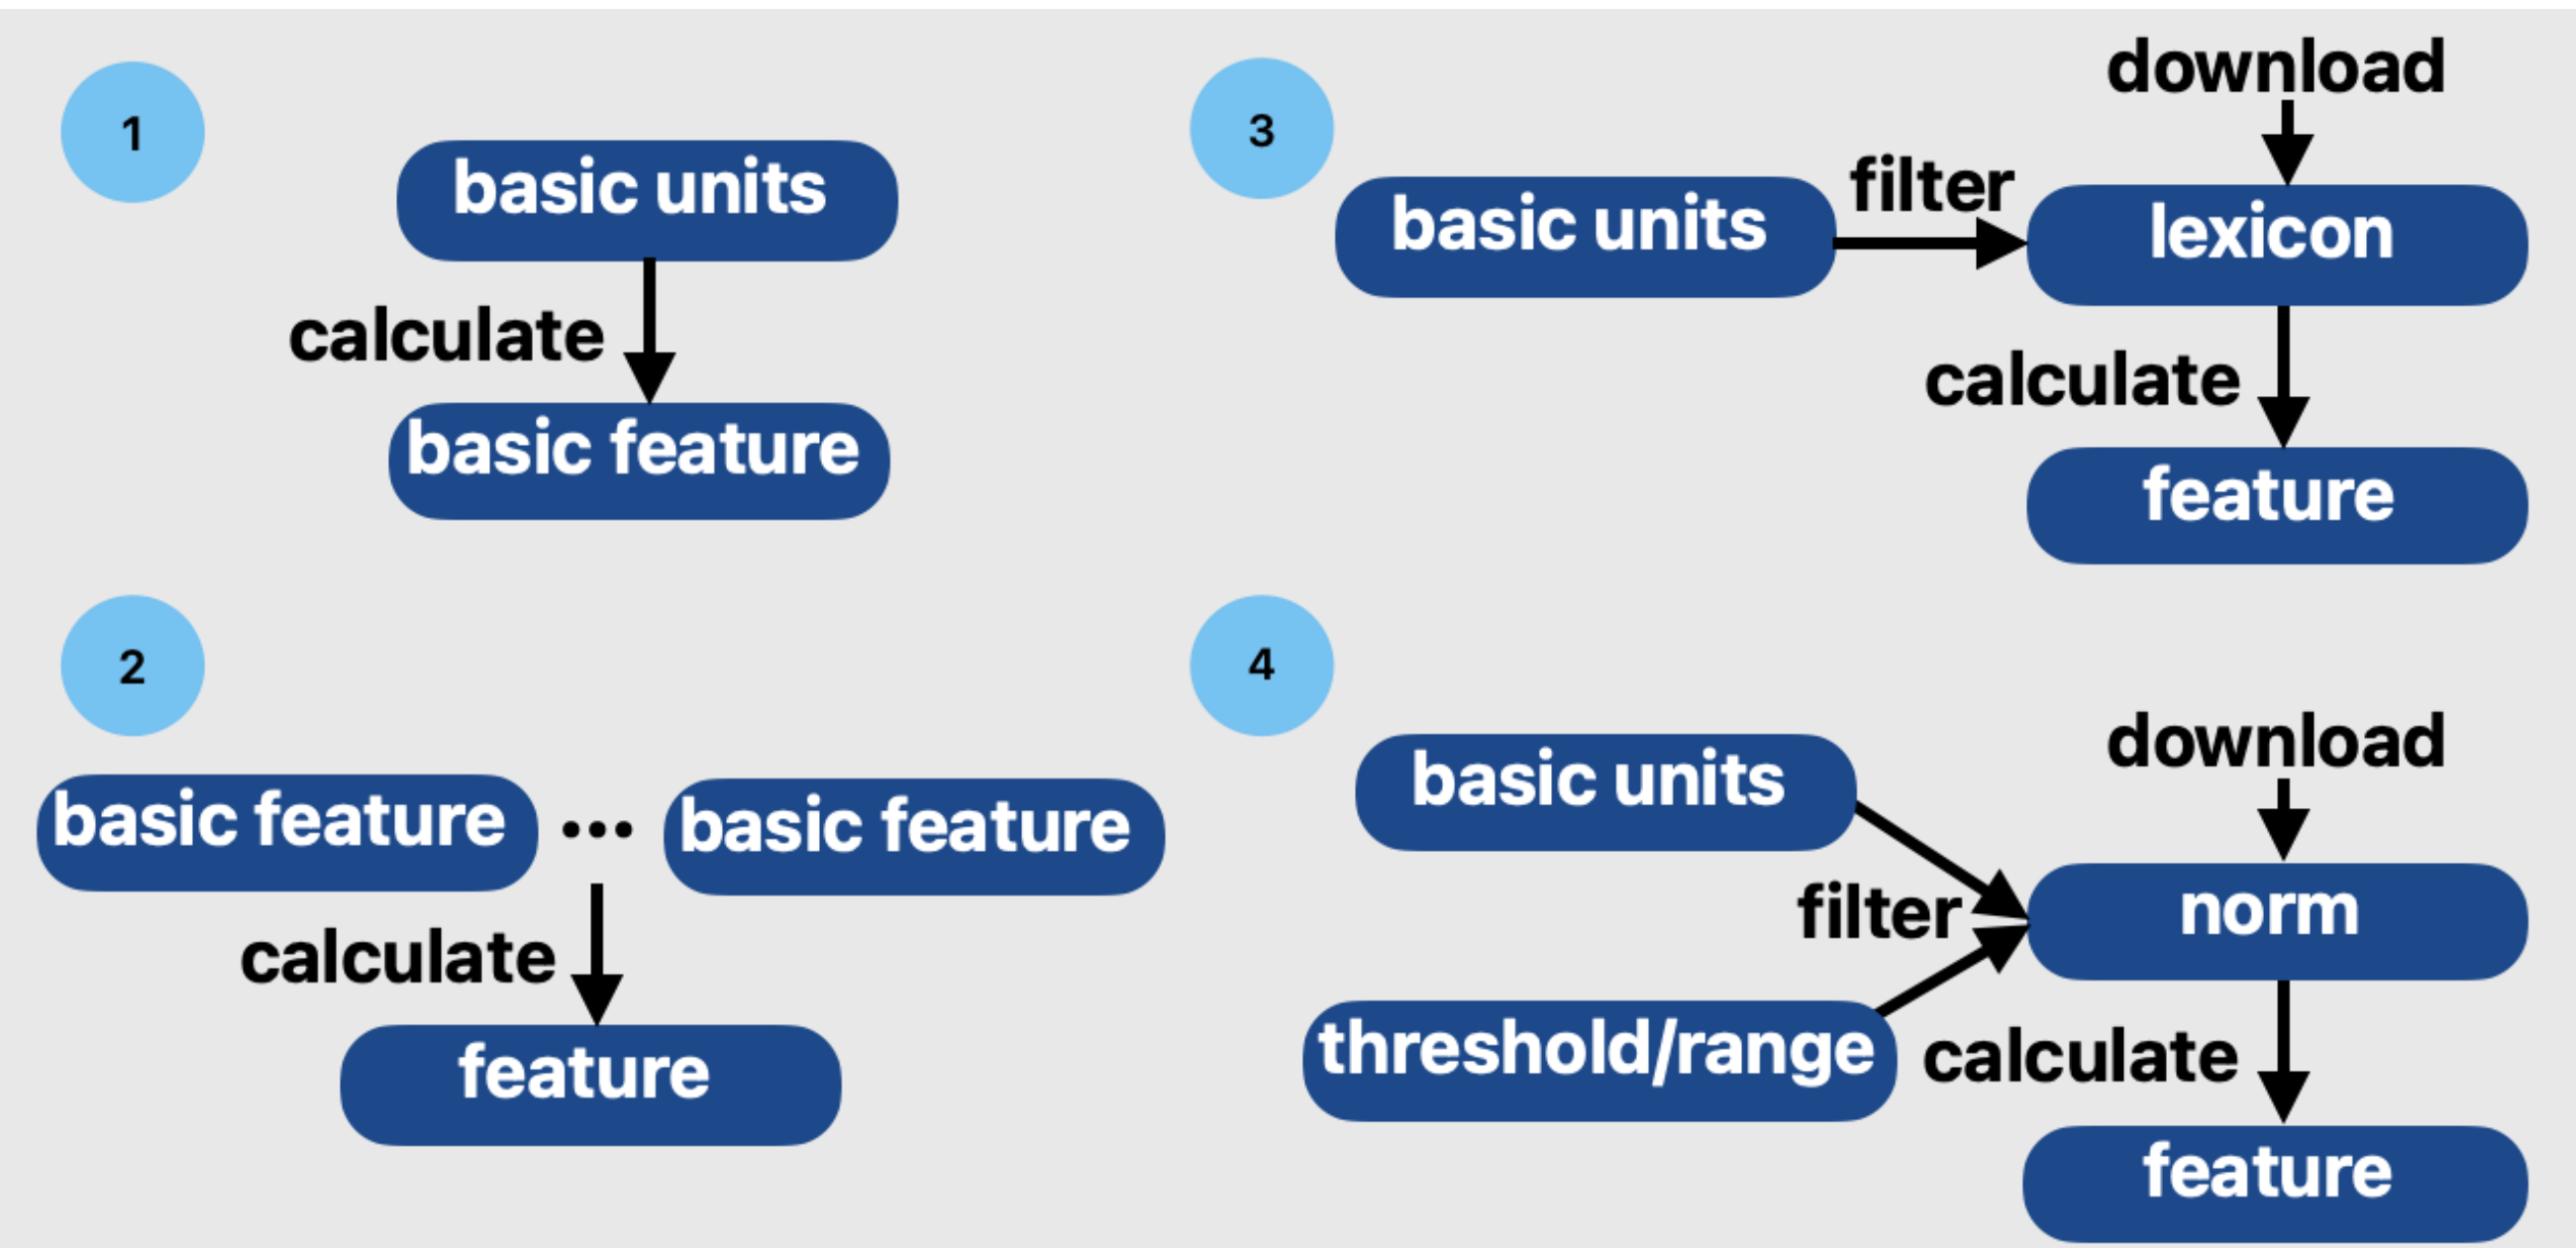 1
basic units
calculate
basic feature
2
basic feature ... basic feature
calculate
feature
3
download
basic units
filter
lexicon
calculate
feature
4
download
basic units
filter
norm
threshold/range
calculate
feature